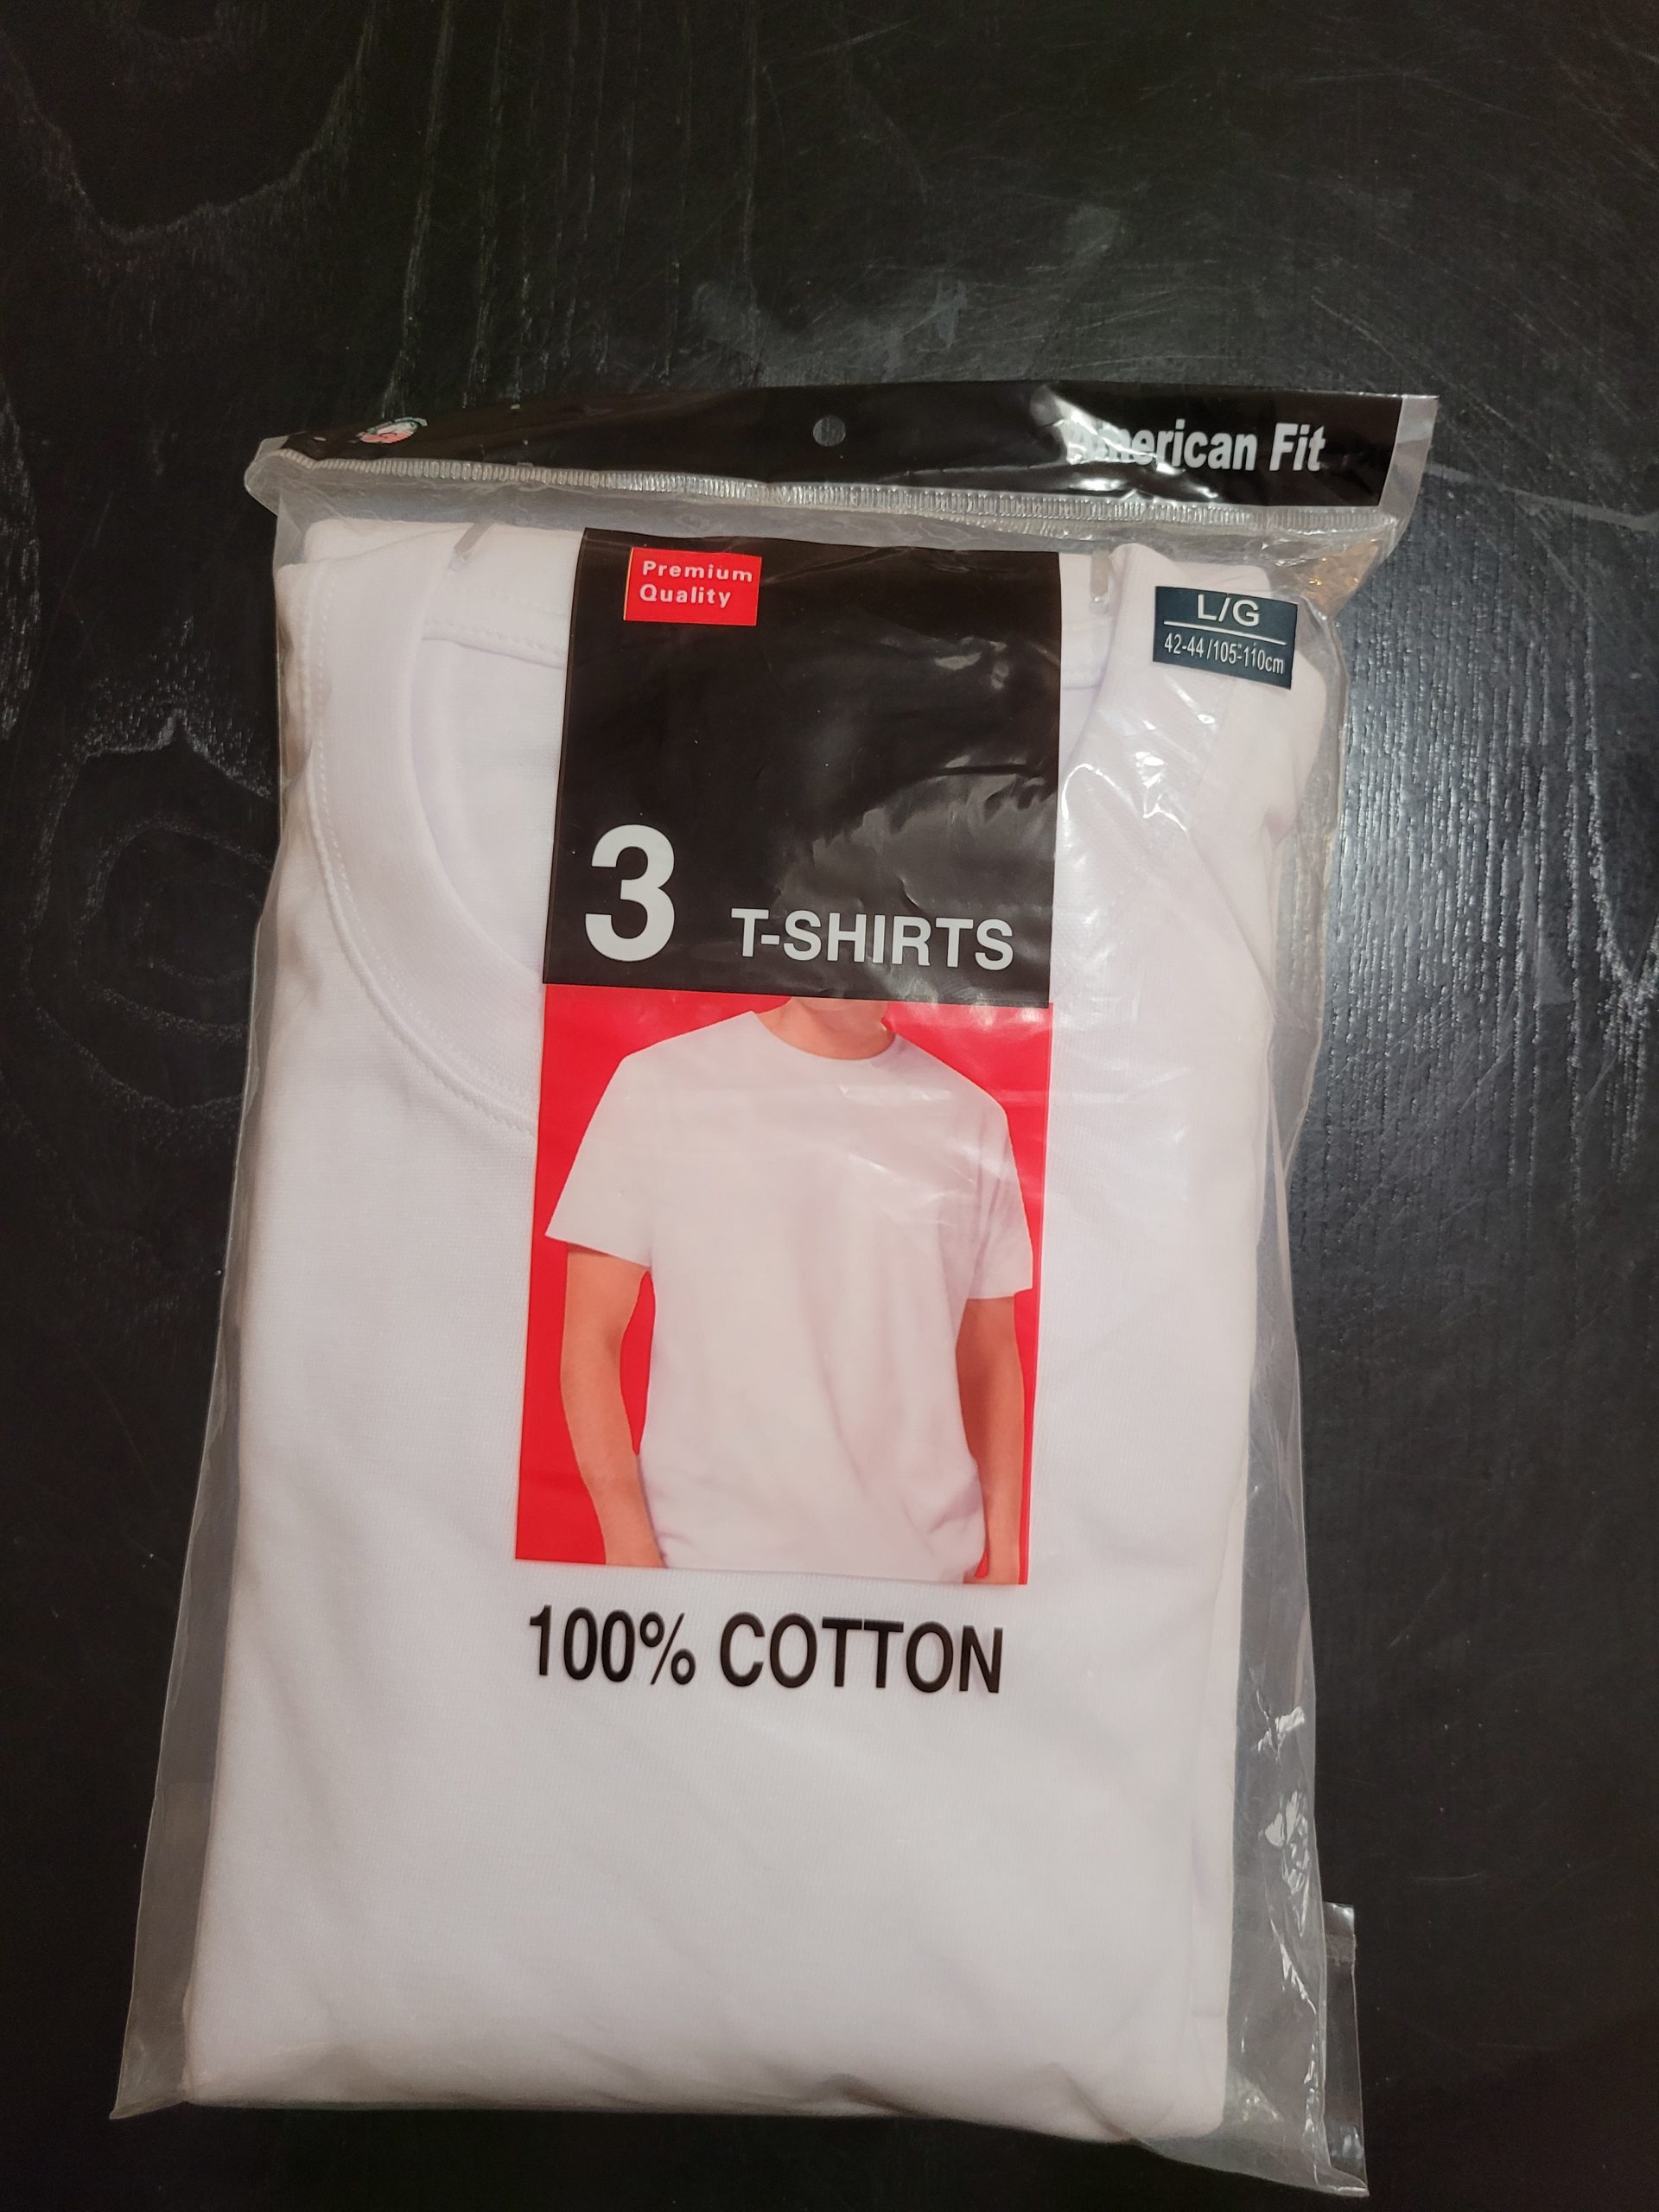 American Fit
Premium
Quality
L/G
42-44/105-110cm
3 T-SHIRTS
100% COTTON